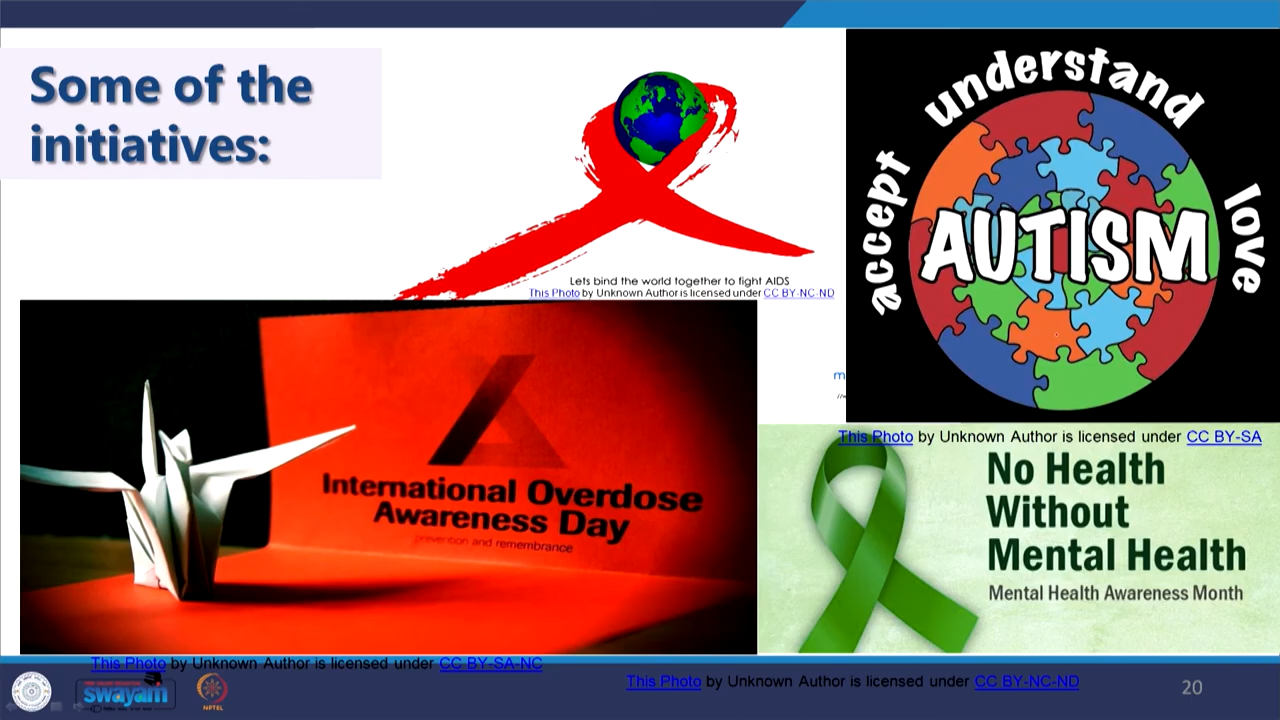 Some of the
initiatives:
Lets bind the world together to fight AIDS
This Photo by Unknown Author is licensed under CC BY-NC-ND
accept understand love
AUTISM
This Photo by Unknown Author is licensed under CC BY-SA
International Overdose
Awareness Day
prevention and remembrance
No Health
Without
Mental Health
Mental Health Awareness Month
This Photo by Unknown Author is licensed under CC BY-SA-NC
This Photo by Unknown Author is licensed under CC BY-NC-ND
swayam
NPTEL
20